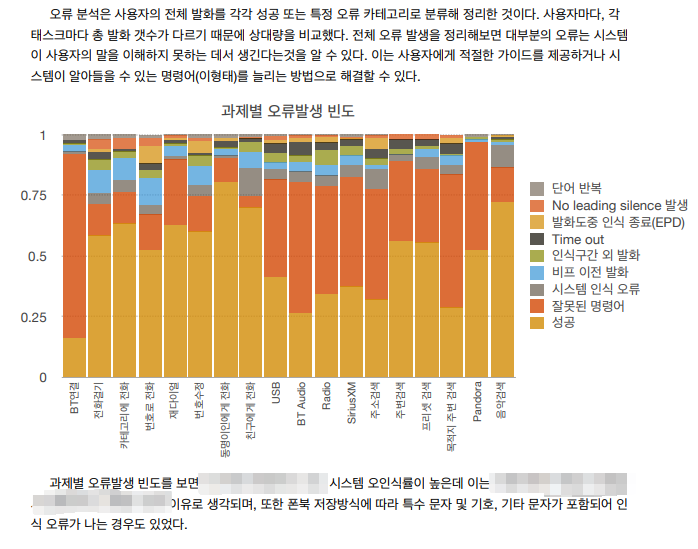 오류 분석은 사용자의 전체 발화를 각각 성공 또는 특정 오류 카테고리로 분류해 정리한 것이다. 사용자마다, 각
태스크마다 총 발화 갯수가 다르기 때문에 상대량을 비교했다. 전체 오류 발생을 정리해보면 대부분의 오류는 시스템
이 사용자의 말을 이해하지 못하는 데서 생긴다는것을 알 수 있다. 이는 사용자에게 적절한 가이드를 제공하거나 시
스템이 알아들을 수 있는 명령어(이형태)를 늘리는 방법으로 해결할 수 있다.
과제별 오류발생 빈도
1
0.75
0.5
0.25
0
BT연결
전화걸기
카테고리에 전화
번호로 전화
재다이얼
번호수정
동명이인에게 전화
친구에게 전화
USB
BT Audio
Radio
SiriusXM
주소검색
주변검색
프리셋 검색
목적지 주변 검색
Pandora
음악검색
단어 반복
No leading silence 발생
발화도중 인식 종료(EPD)
Time out
인식구간 외 발화
비프 이전 발화
시스템 인식 오류
잘못된 명령어
성공
과제별 오류발생 빈도를 보면 시스템 오인식률이 높은데 이는
이유로 생각되며, 또한 폰북 저장방식에 따라 특수 문자 및 기호, 기타 문자가 포함되어 인
식 오류가 나는 경우도 있었다.